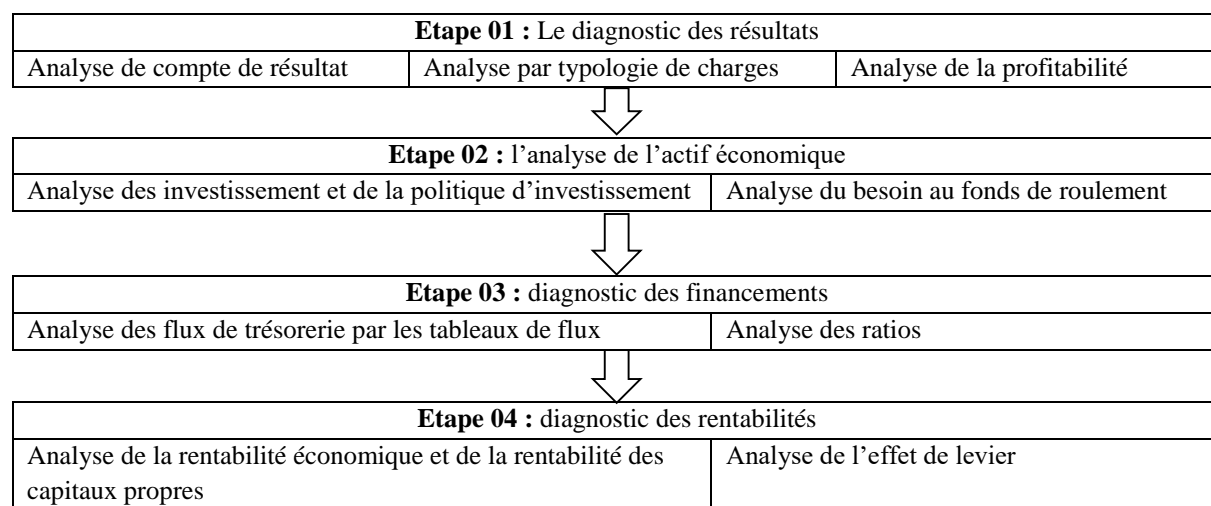 Etape 01 : Le diagnostic des résultats
Analyse de compte de résultat
Analyse par typologie de charges
Analyse de la profitabilité
Etape 02 : l’analyse de l’actif économique
Analyse des investissement et de la politique d’investissement
Analyse du besoin au fonds de roulement
Etape 03 : diagnostic des financements
Analyse des flux de trésorerie par les tableaux de flux
Analyse des ratios
Etape 04 : diagnostic des rentabilités
Analyse de la rentabilité économique et de la rentabilité des
capitaux propres
Analyse de l’effet de levier